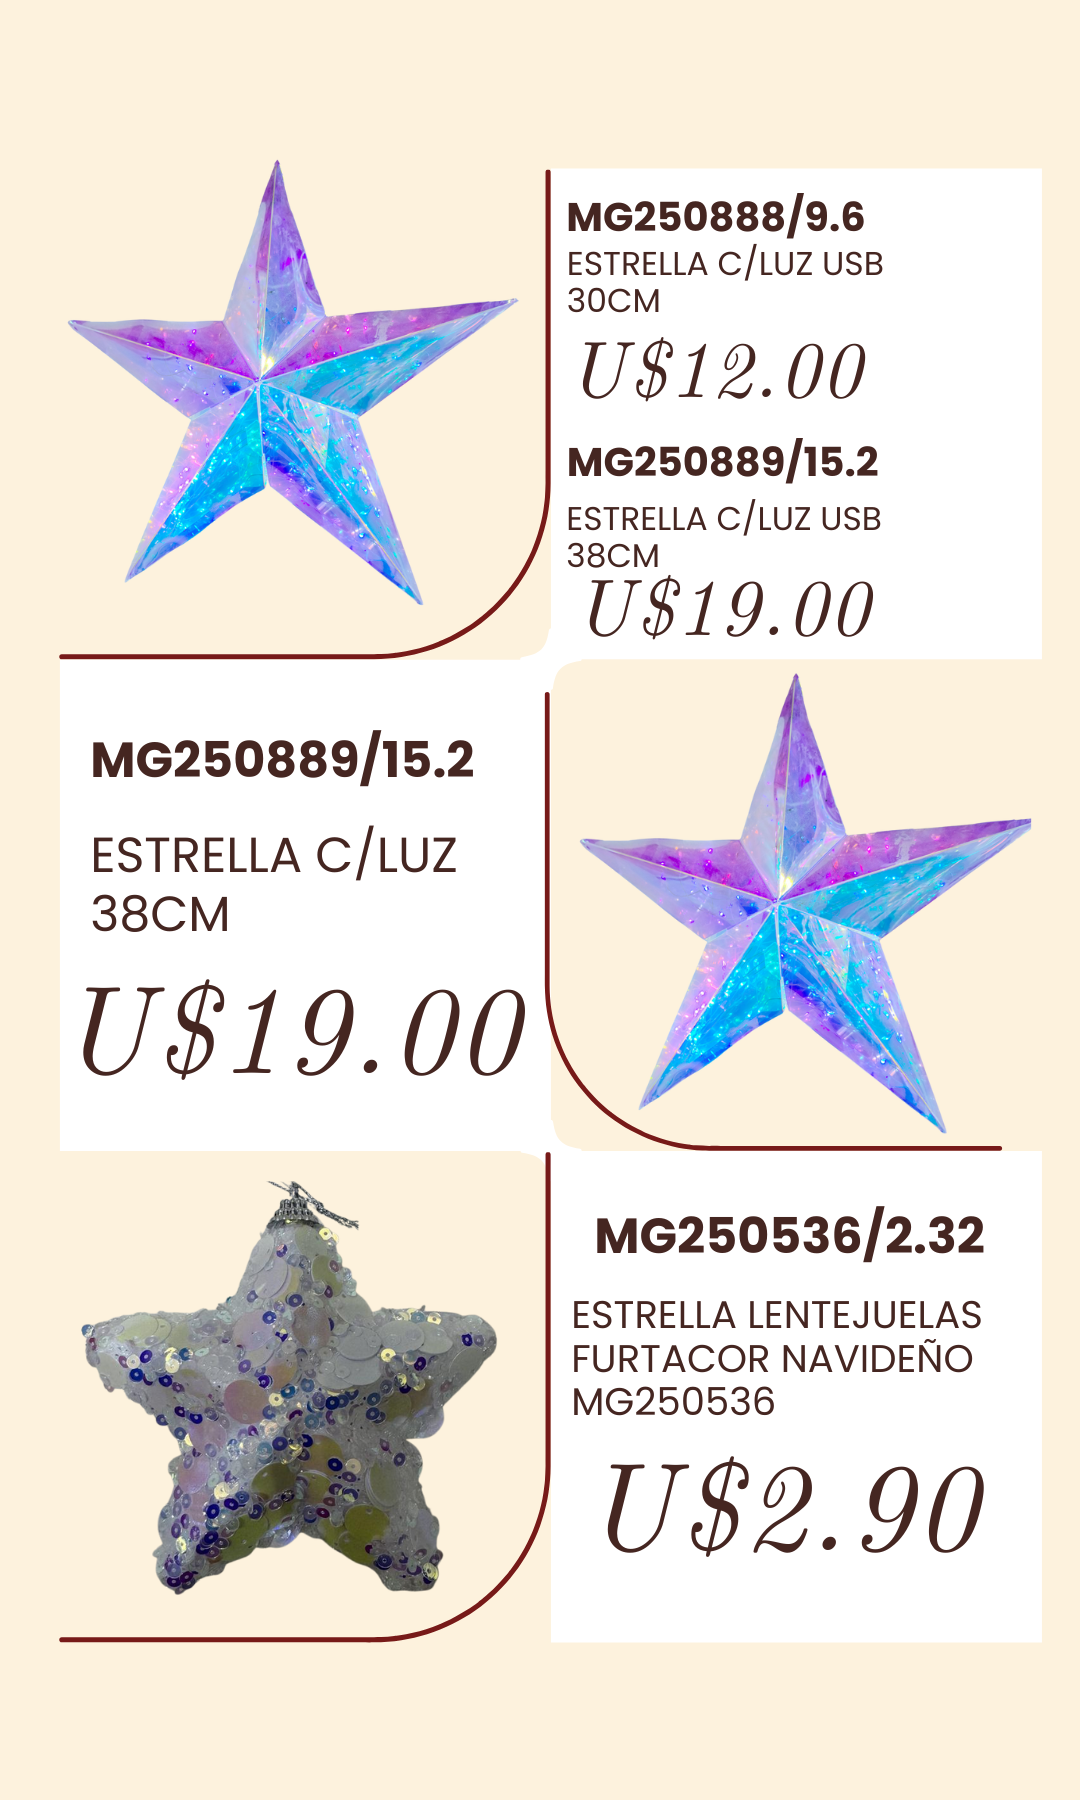 MG250888/9.6
ESTRELLA C/LUZ USB
30CM
U$12.00
MG250889/15.2
ESTRELLA C/LUZ USB
38CM
U$19.00
MG250889/15.2
ESTRELLA C/LUZ
38CM
U$19.00
MG250536/2.32
ESTRELLA LENTEJUELAS
FURTACOR NAVIDEÑO
MG250536
U$2.90